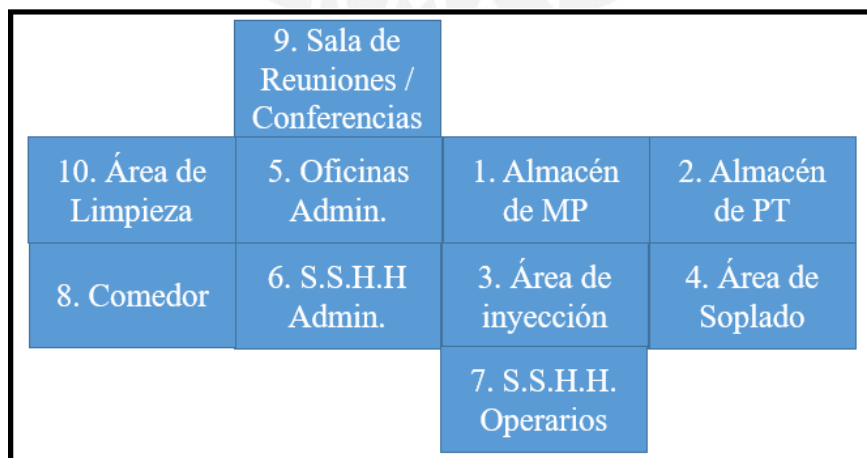 9. Sala de
Reuniones /
Conferencias
10. Área de
Limpieza
5. Oficinas
Admin.
1. Almacén
de MP
2. Almacén
de PT
8. Comedor
6. S.S.H.H
Admin.
3. Área de
inyección
4. Área de
Soplado
7. S.S.H.H.
Operarios